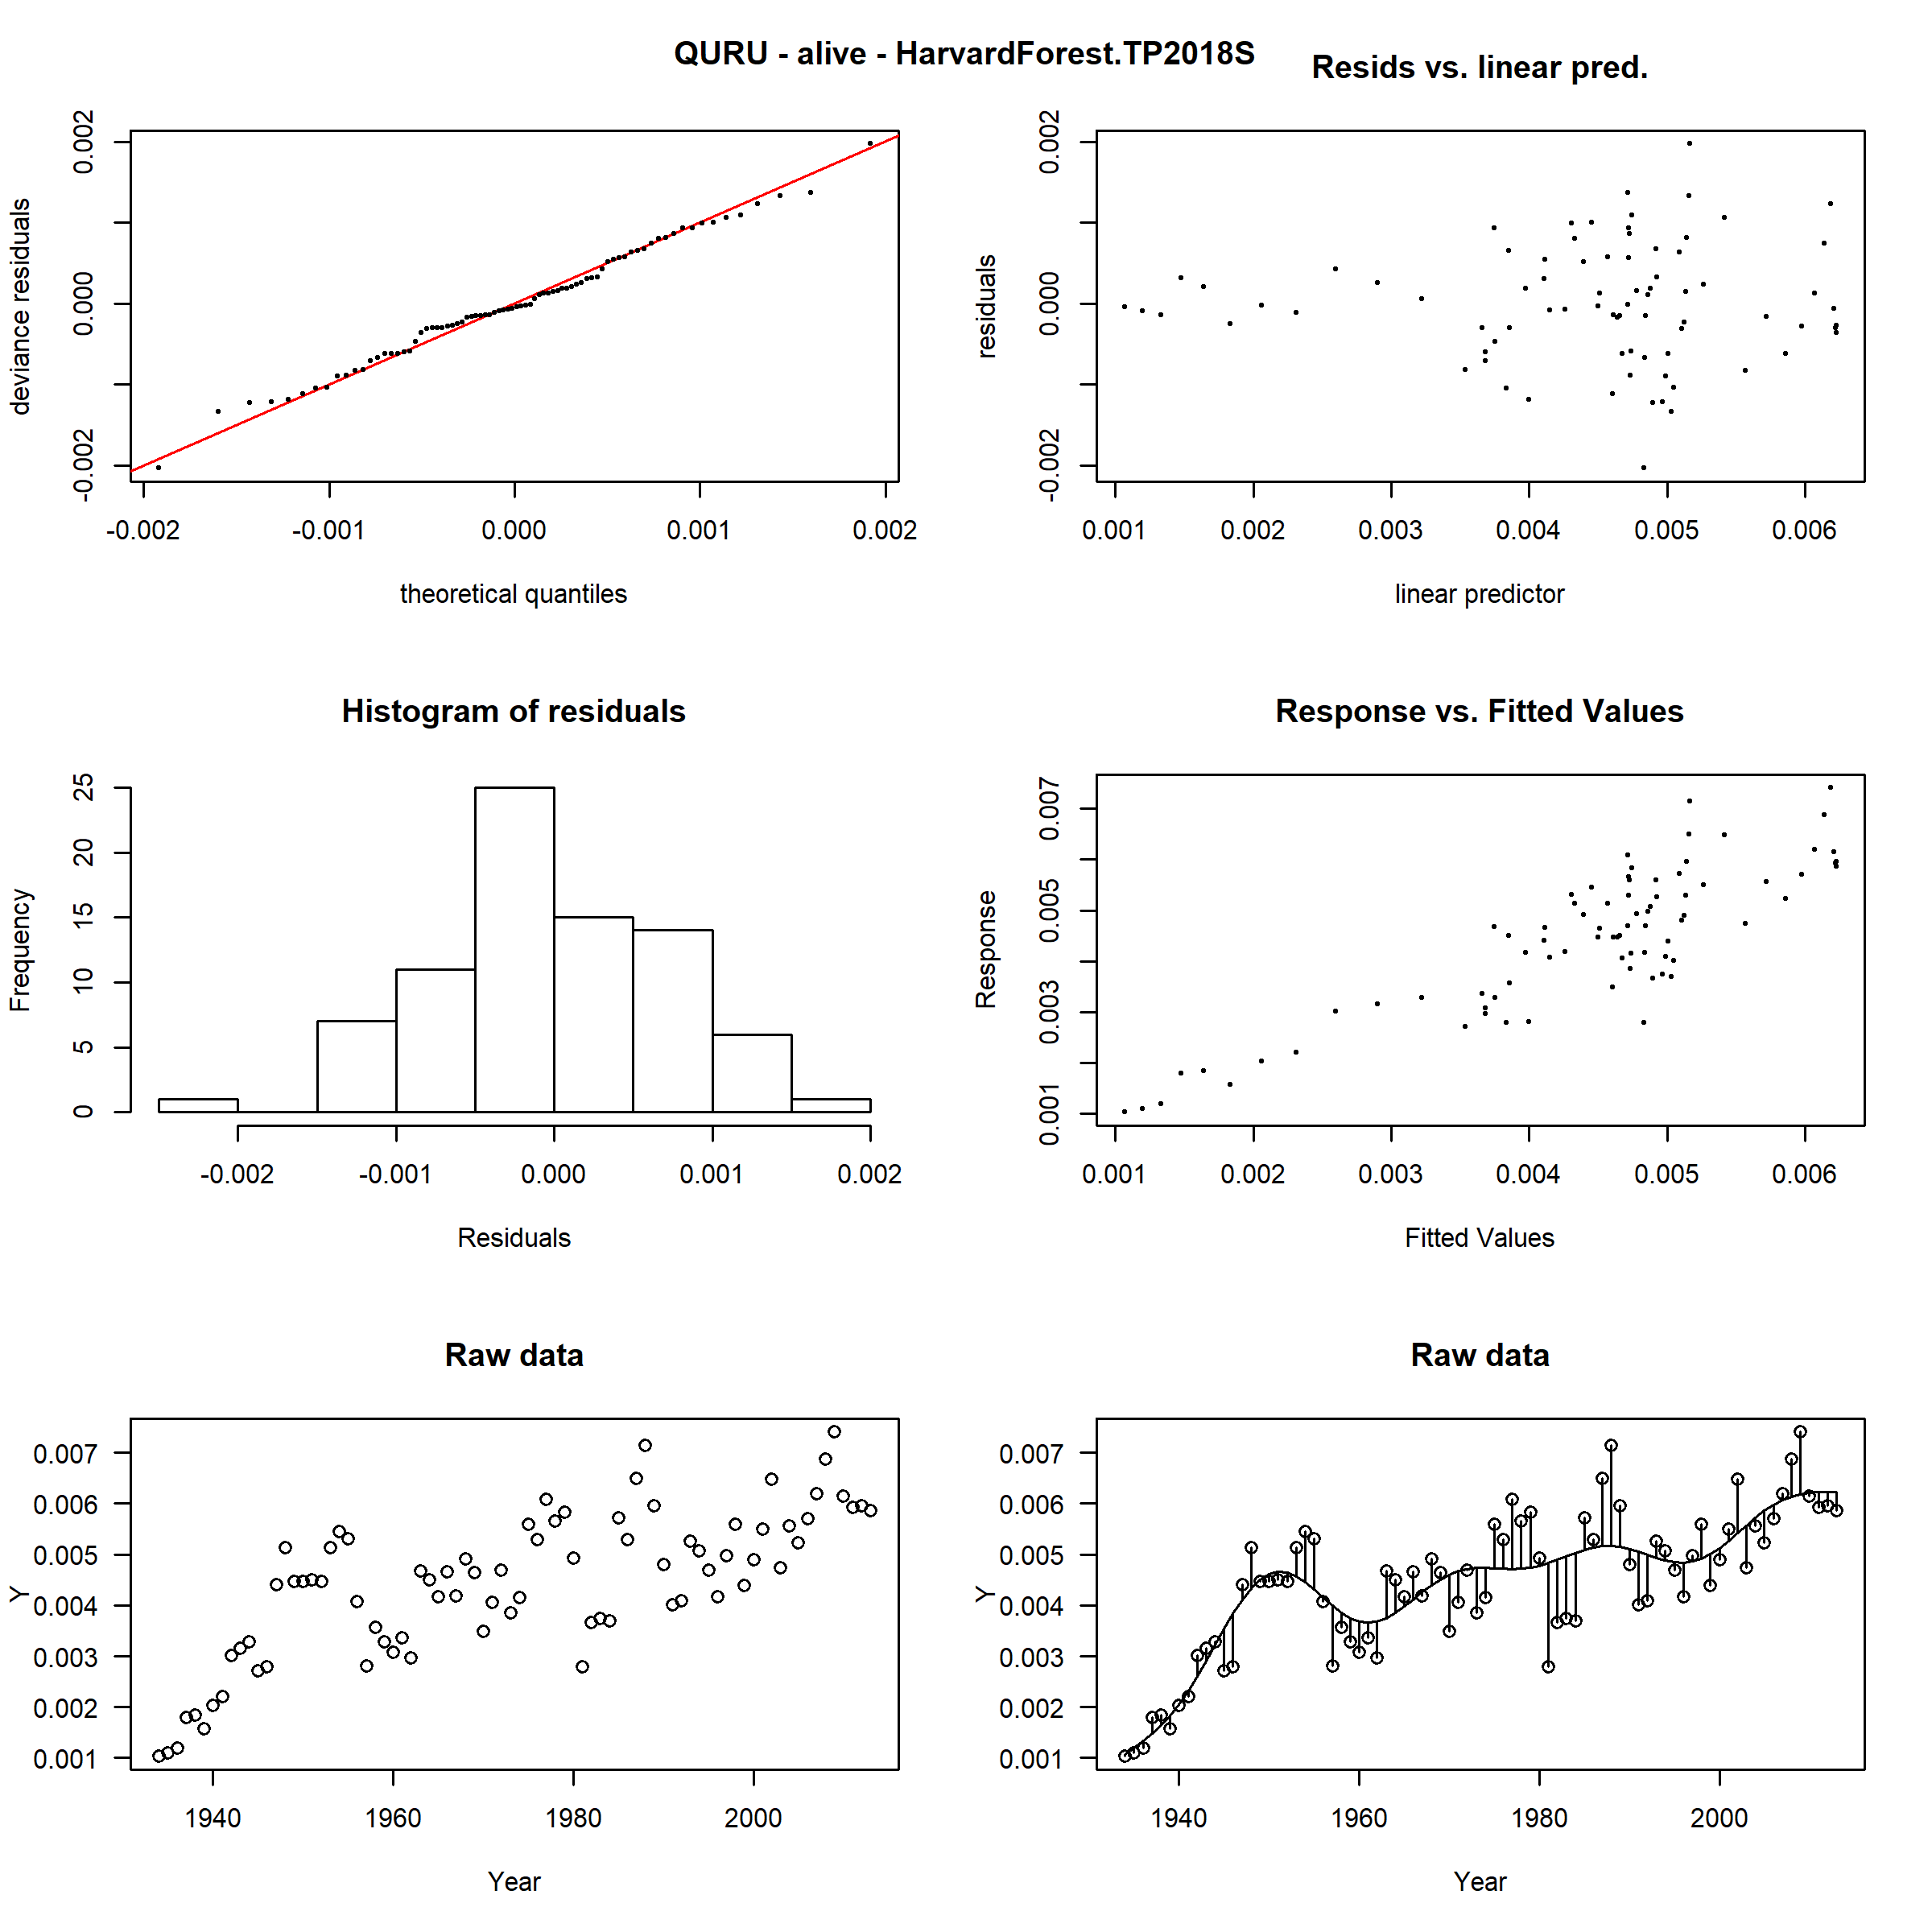 QURU - alive - HarvardForest.TP2018S
Resids vs. linear pred.
deviance residuals
-0.002 0.000 0.002
-0.002 -0.001 0.000 0.001 0.002
theoretical quantiles
residuals
-0.002 0.000 0.002
0.001 0.002 0.003 0.004 0.005 0.006
linear predictor
Histogram of residuals
Frequency
0 5 10 15 20 25
-0.002 -0.001 0.000 0.001 0.002
Residuals
Response vs. Fitted Values
Response
0.001 0.003 0.005 0.007
0.001 0.002 0.003 0.004 0.005 0.006
Fitted Values
Raw data
Y
0.007
0.006
0.005
0.004
0.003
0.002
0.001
1940 1960 1980 2000
Year
Raw data
Y
0.007
0.006
0.005
0.004
0.003
0.002
0.001
1940 1960 1980 2000
Year